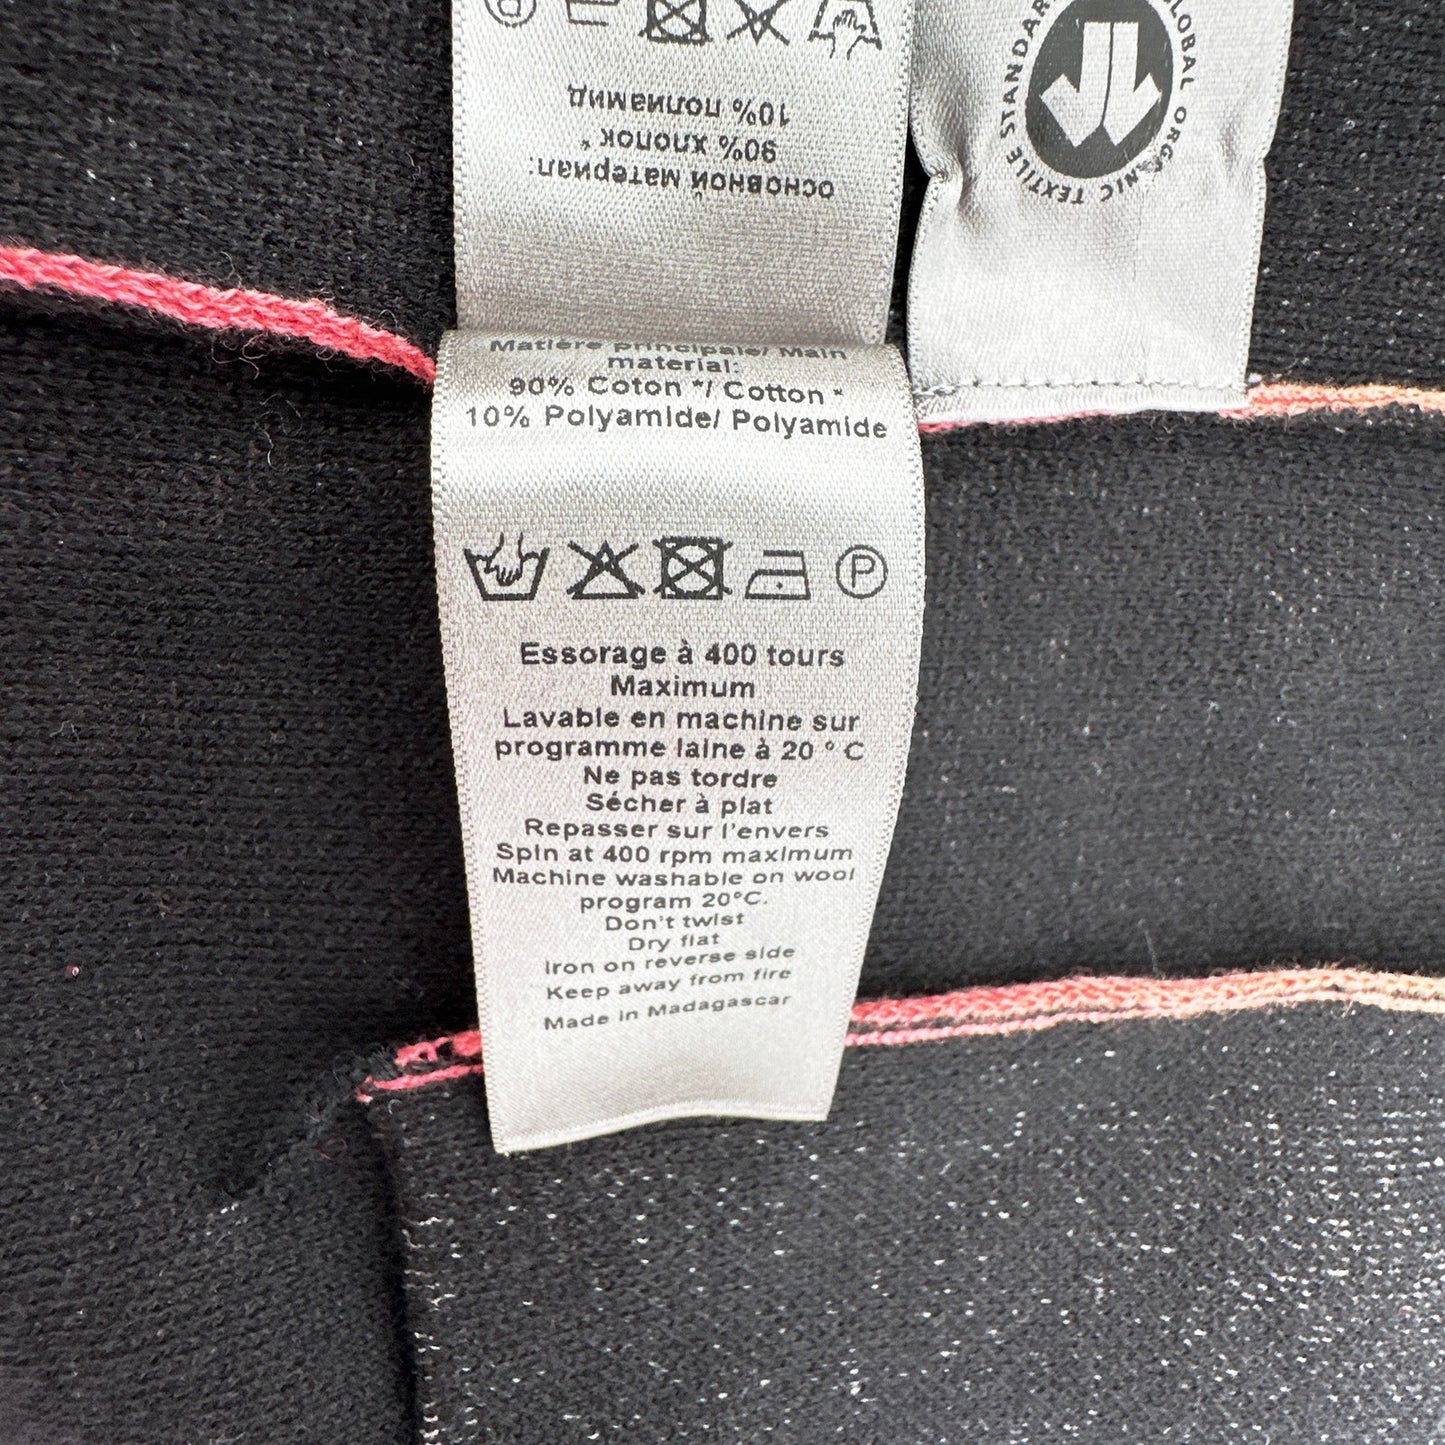 основной материал:
90% хлопок *
10% полиамид
GLOBAL ORGANIC TEXTILE STANDARD
Matière principale/ Main
material:
90% Coton */ Cotton *
10% Polyamide/ Polyamide
P
Essorage à 400 tours
Maximum
Lavable en machine sur
programme laine à 20 ° C
Ne pas tordre
Sécher à plat
Repasser sur l'envers
Spin at 400 rpm maximum
Machine washable on wool
program 20°C.
Don't twist
Dry flat
Iron on reverse side
Keep away from fire
Made in Madagascar